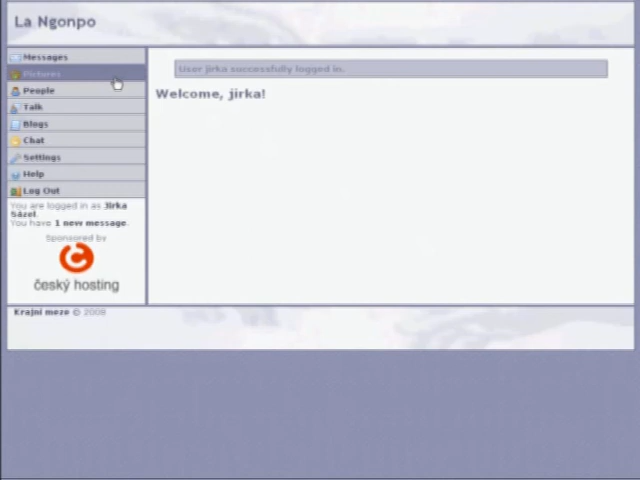 La Ngonpo
Messages
Pictures
People
Talk
Blogs
Chat
Settings
Help
Log Out
You are logged in as Jirka
Sázel.
You have 1 new message.
Sponsored by
český hosting
User jirka successfully logged in.
Welcome, jirka!
Krajní meze © 2009